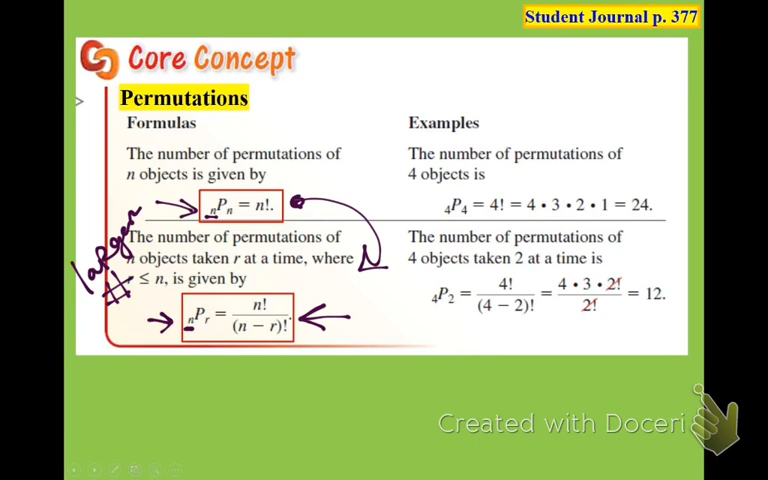 Student Journal p. 377
Core Concept
Permutations
Formulas
The number of permutations of
n objects is given by
ₙPₙ = n!.
The number of permutations of
n objects taken r at a time, where
r ≤ n, is given by
ₙPᵣ = n!/(n − r)!.
larger
#
N
Examples
The number of permutations of
4 objects is
₄P₄ = 4! = 4 • 3 • 2 • 1 = 24.
The number of permutations of
4 objects taken 2 at a time is
₄P₂ = 4!/(4 − 2)! = 4 • 3 • 2!/2! = 12.
Created with Doceri